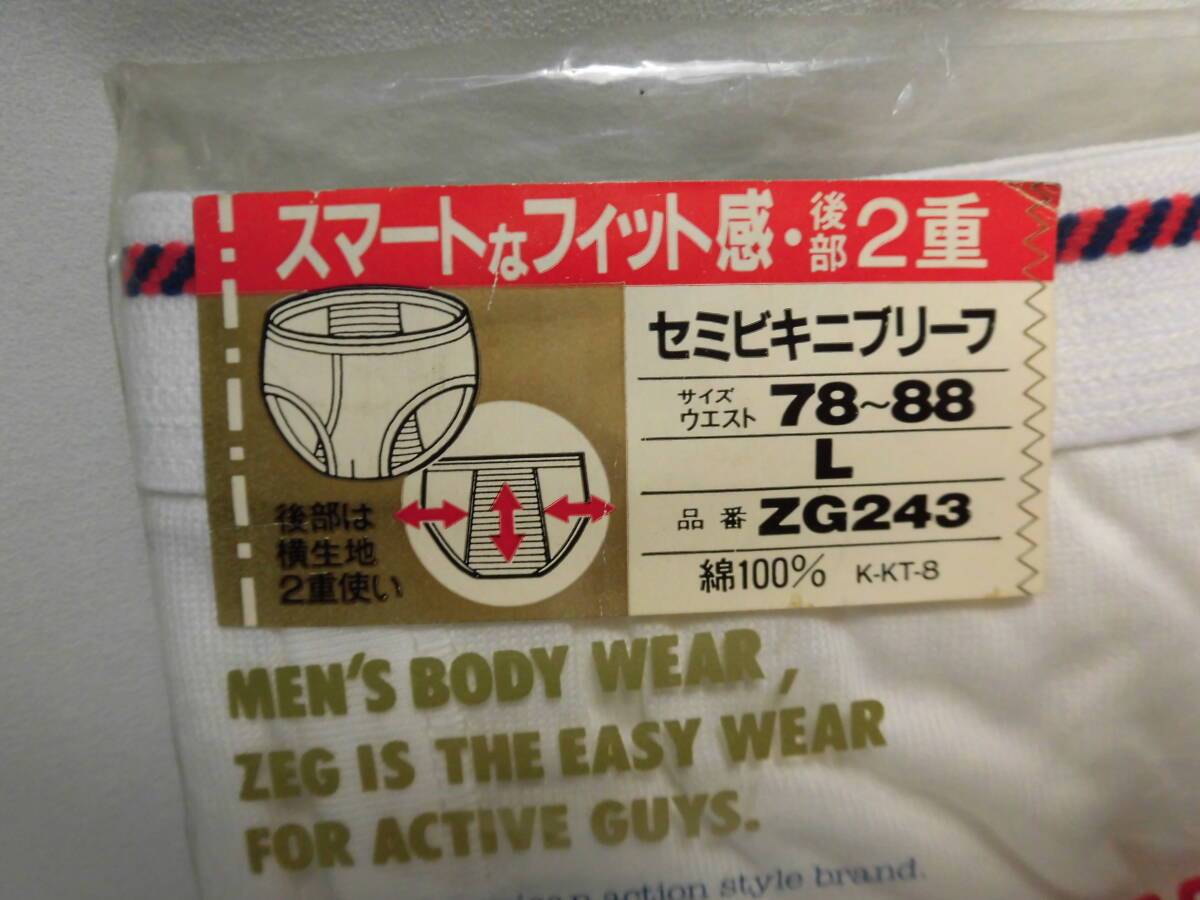 スマートなフィット感・後部2重
セミビキニブリーフ
サイズ
ウエスト 78~88
L
品番 ZG243
綿100% K-KT-8
後部は
横生地
2重使い
MEN'S BODY WEAR,
ZEG IS THE EASY WEAR
FOR ACTIVE GUYS.
action style brand.